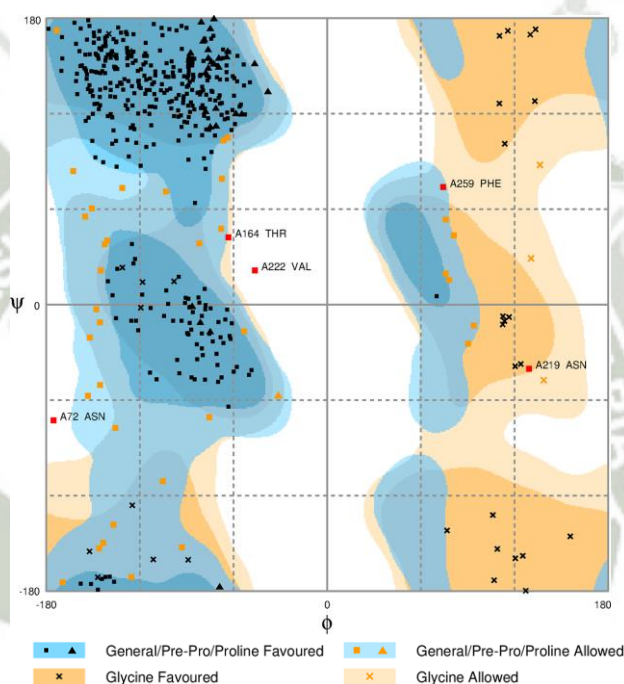 180
A259 PHE
A164 THR
A222 VAL
ψ 0
A219 ASN
A72 ASN
-180
-180 0 180
ϕ
General/Pre-Pro/Proline Favoured General/Pre-Pro/Proline Allowed
Glycine Favoured Glycine Allowed